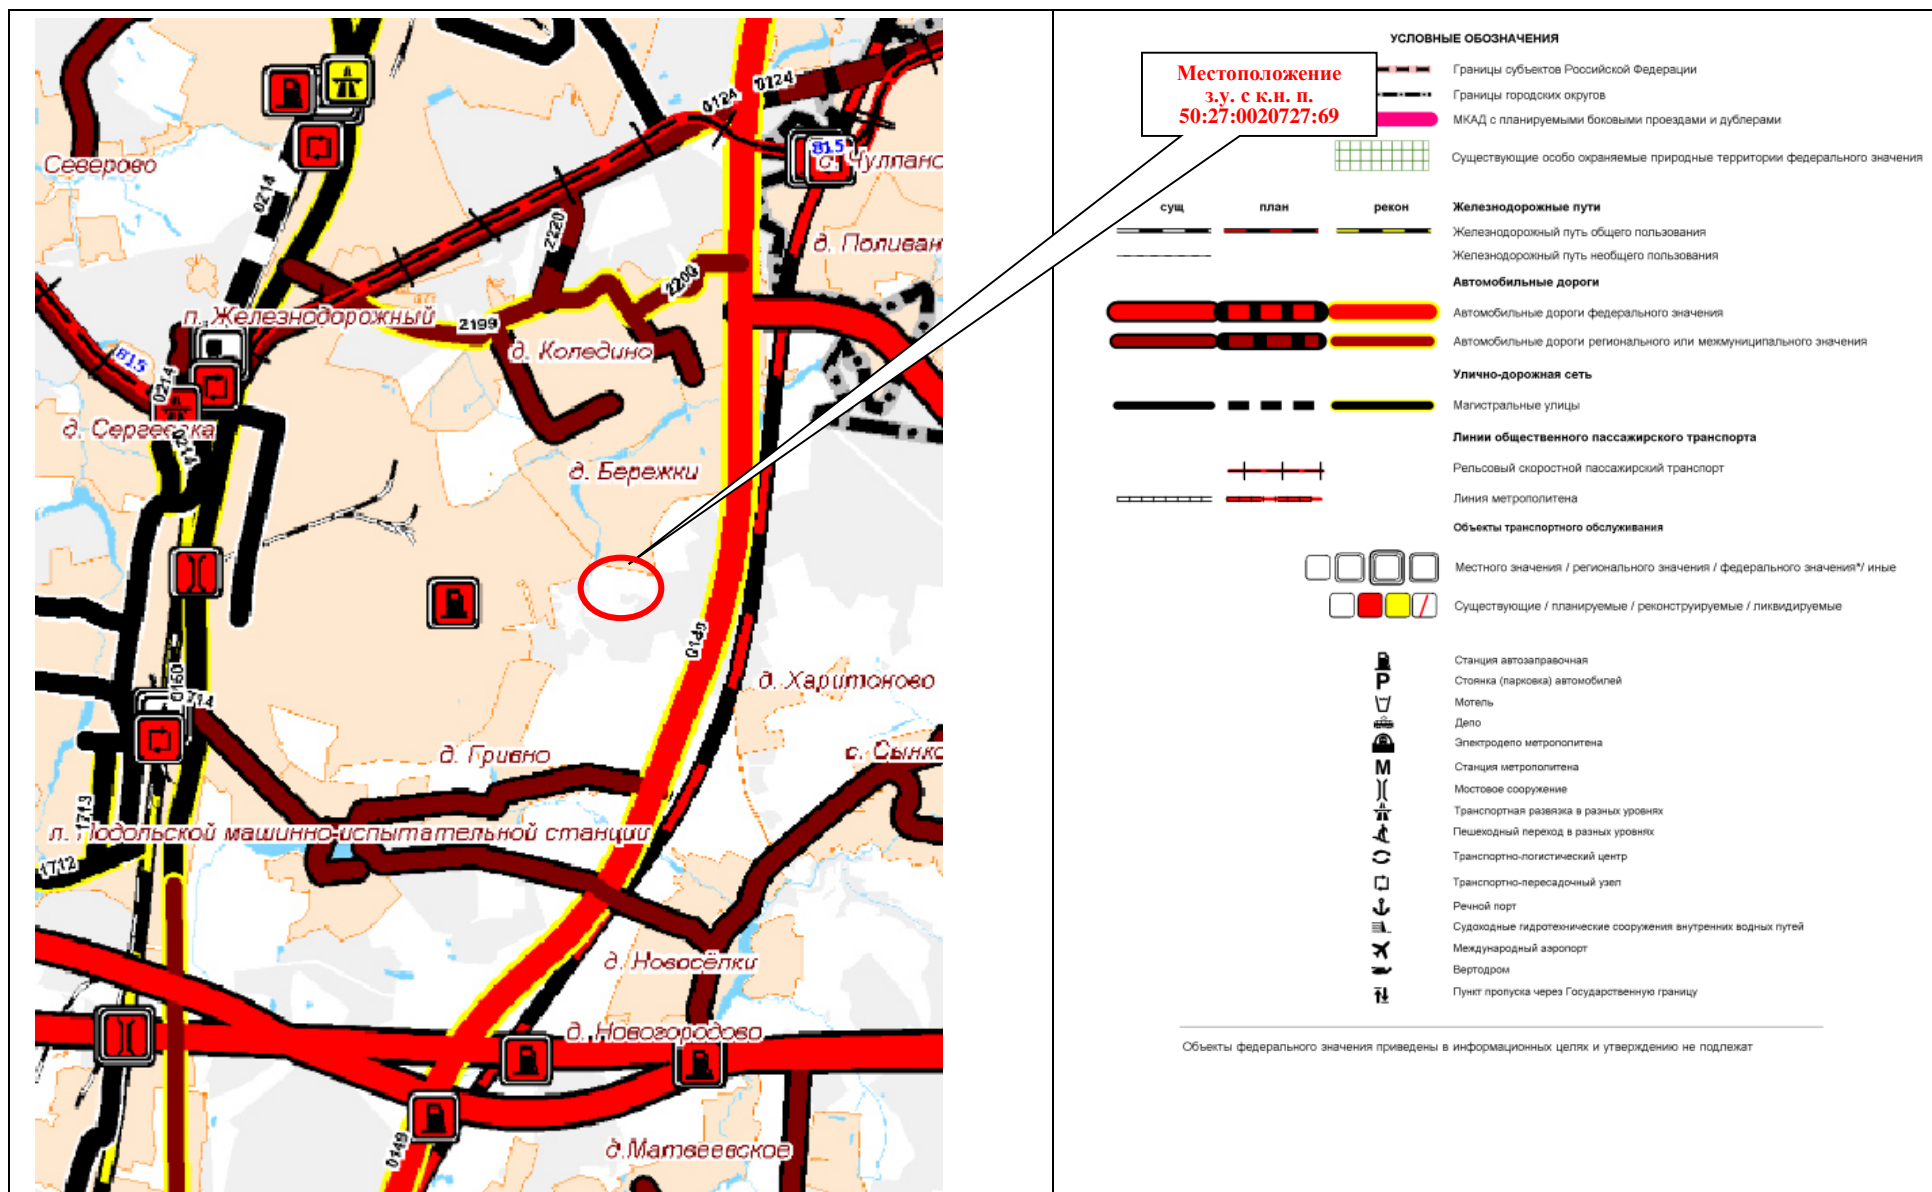 0124
0124
Северово
0214
815
с. Чулпано
2220
д. Поливан
2200
п. Железнодорожный
2199
д. Коледино
815
0214
д. Сергеевка
0214
д. Бережки
0149
0160
714
д. Харитоново
д. Гривно
с. Сынко
1713
п. Подольской машинно-испытательной станции
1712
д. Новосёлки
д. Новогородово
0149
д. Матвеевское
УСЛОВНЫЕ ОБОЗНАЧЕНИЯ
Местоположение
з.у. с к.н. п.
50:27:0020727:69
Границы субъектов Российской Федерации
Границы городских округов
МКАД с планируемыми боковыми проездами и дублерами
Существующие особо охраняемые природные территории федерального значения
сущ план рекон Железнодорожные пути
Железнодорожный путь общего пользования
Железнодорожный путь необщего пользования
Автомобильные дороги
Автомобильные дороги федерального значения
Автомобильные дороги регионального или межмуниципального значения
Улично-дорожная сеть
Магистральные улицы
Линии общественного пассажирского транспорта
Рельсовый скоростной пассажирский транспорт
Линия метрополитена
Объекты транспортного обслуживания
Местного значения / регионального значения / федерального значения*/ иные
Существующие / планируемые / реконструируемые / ликвидируемые
Станция автозаправочная
P Стоянка (парковка) автомобилей
Мотель
Депо
Электродепо метрополитена
М Станция метрополитена
Мостовое сооружение
Транспортная развязка в разных уровнях
Пешеходный переход в разных уровнях
Транспортно-логистический центр
Транспортно-пересадочный узел
Речной порт
Судоходные гидротехнические сооружения внутренних водных путей
Международный аэропорт
Вертодром
Пункт пропуска через Государственную границу
Объекты федерального значения приведены в информационных целях и утверждению не подлежат